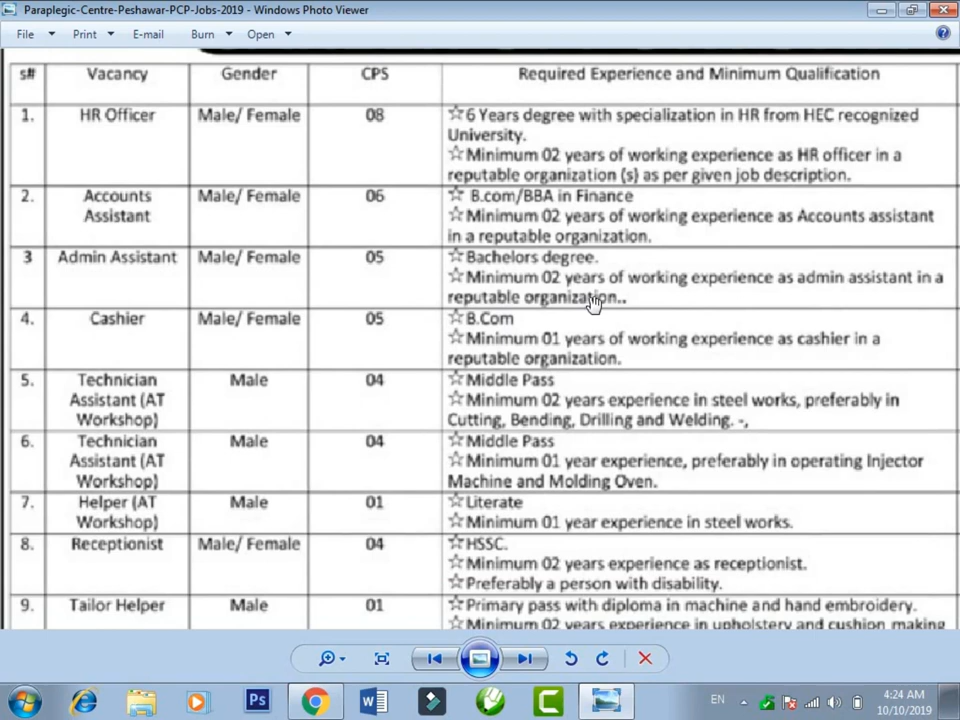 Paraplegic-Centre-Peshawar-PCP-Jobs-2019 - Windows Photo Viewer
File Print E-mail Burn Open
s# Vacancy Gender CPS Required Experience and Minimum Qualification
1. HR Officer Male/ Female 08 ☆6 Years degree with specialization in HR from HEC recognized
University.
☆Minimum 02 years of working experience as HR officer in a
reputable organization (s) as per given job description.
2. Accounts Male/ Female 06 ☆ B.com/BBA in Finance
Assistant ☆Minimum 02 years of working experience as Accounts assistant
in a reputable organization.
3 Admin Assistant Male/ Female 05 ☆Bachelors degree.
☆Minimum 02 years of working experience as admin assistant in a
reputable organization..
4. Cashier Male/ Female 05 ☆B.Com
☆Minimum 01 years of working experience as cashier in a
reputable organization.
5. Technician Male 04 ☆Middle Pass
Assistant (AT ☆Minimum 02 years experience in steel works, preferably in
Workshop) Cutting, Bending, Drilling and Welding. -,
6. Technician Male 04 ☆Middle Pass
Assistant (AT ☆Minimum 01 year experience, preferably in operating Injector
Workshop) Machine and Molding Oven.
7. Helper (AT Male 01 ☆Literate
Workshop) ☆Minimum 01 year experience in steel works.
8. Receptionist Male/ Female 04 ☆HSSC.
☆Minimum 02 years experience as receptionist.
☆Preferably a person with disability.
9. Tailor Helper Male 01 ☆Primary pass with diploma in machine and hand embroidery.
☆Minimum 02 years experience in upholstery and cushion making
Ps W C EN 4:24 AM
10/10/2019